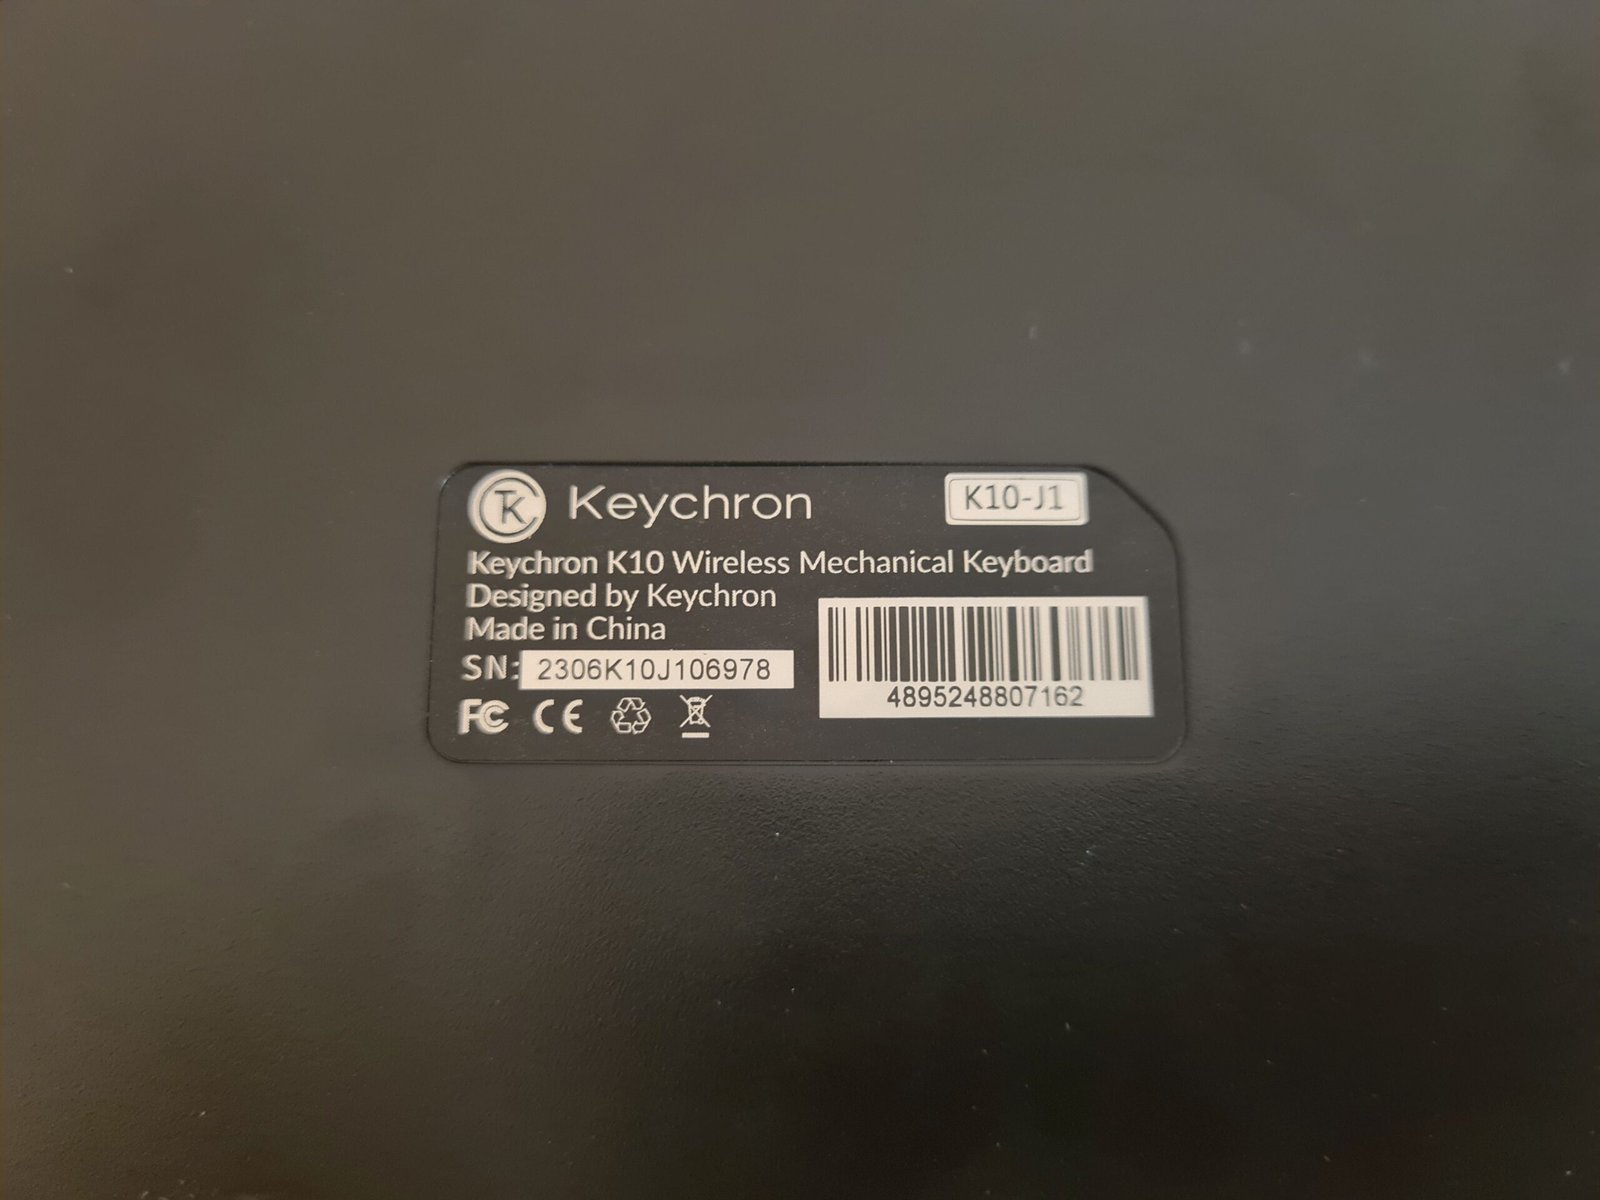 Keychron
K10-J1
Keychron K10 Wireless Mechanical Keyboard
Designed by Keychron
Made in China
SN: 2306K10J106978
4895248807162
FC CE